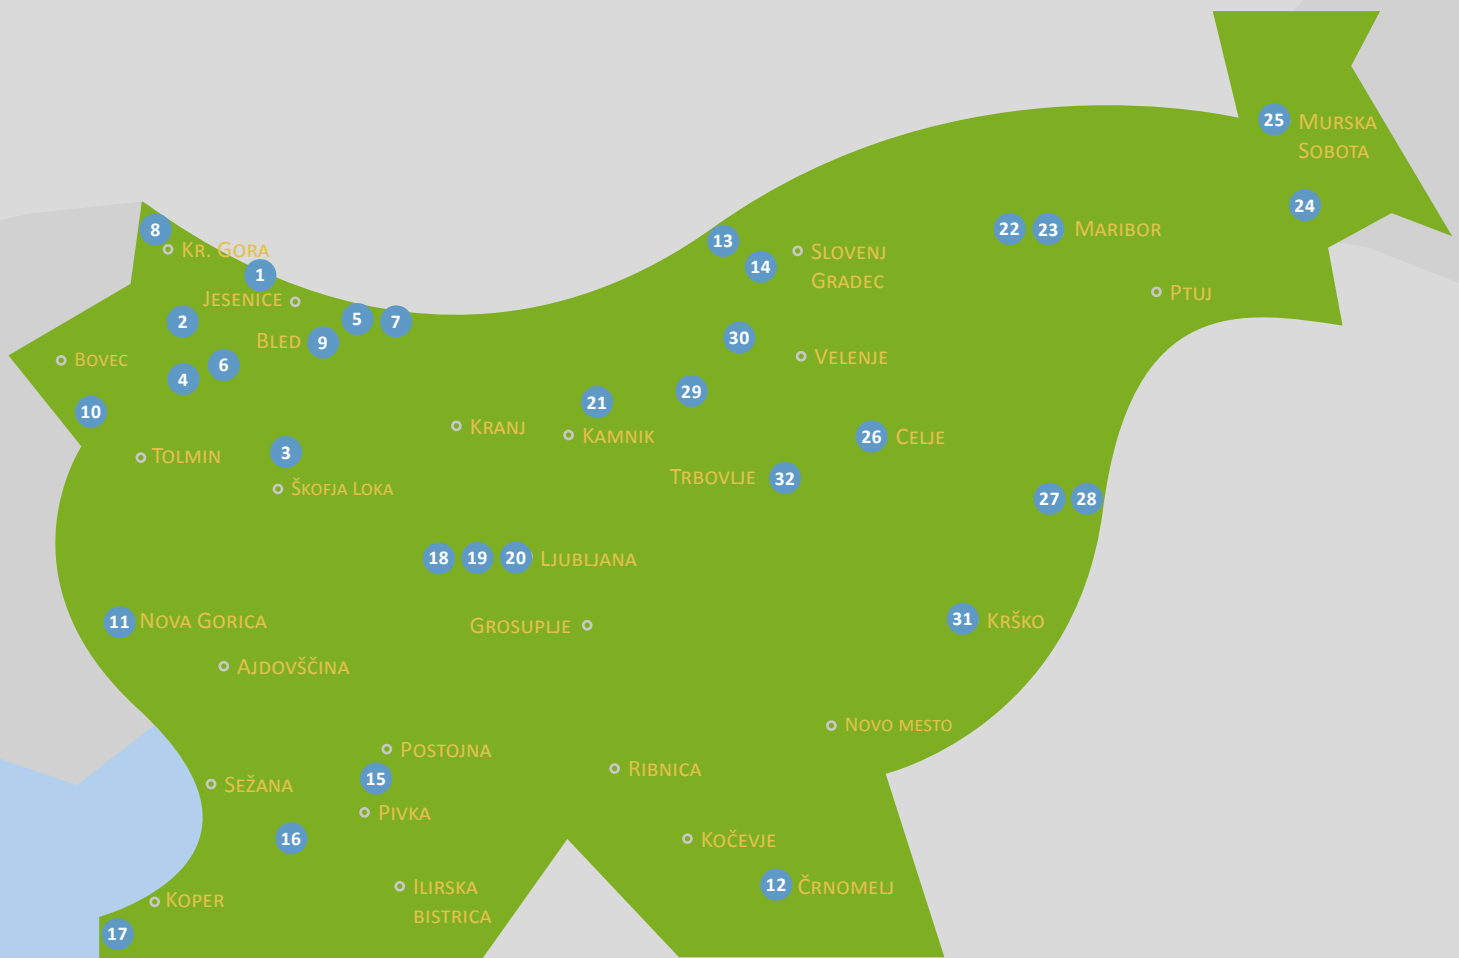 25 Murska
Sobota
24
8
Kr. Gora
22 23 Maribor
13
Slovenj
Gradec
14
1
Jesenice
Ptuj
2
5 7
Bled 9
30
Velenje
Bovec
6
4
29
21
10
Kranj
Kamnik
26 Celje
3
Tolmin
Trbovlje 32
Škofja Loka
27 28
18 19 20 Ljubljana
11 Nova Gorica
Grosuplje
31 Krško
Ajdovščina
Novo mesto
Postojna
Ribnica
15
Sežana
Pivka
16
Kočevje
12 Črnomelj
Ilirska
bistrica
Koper
17